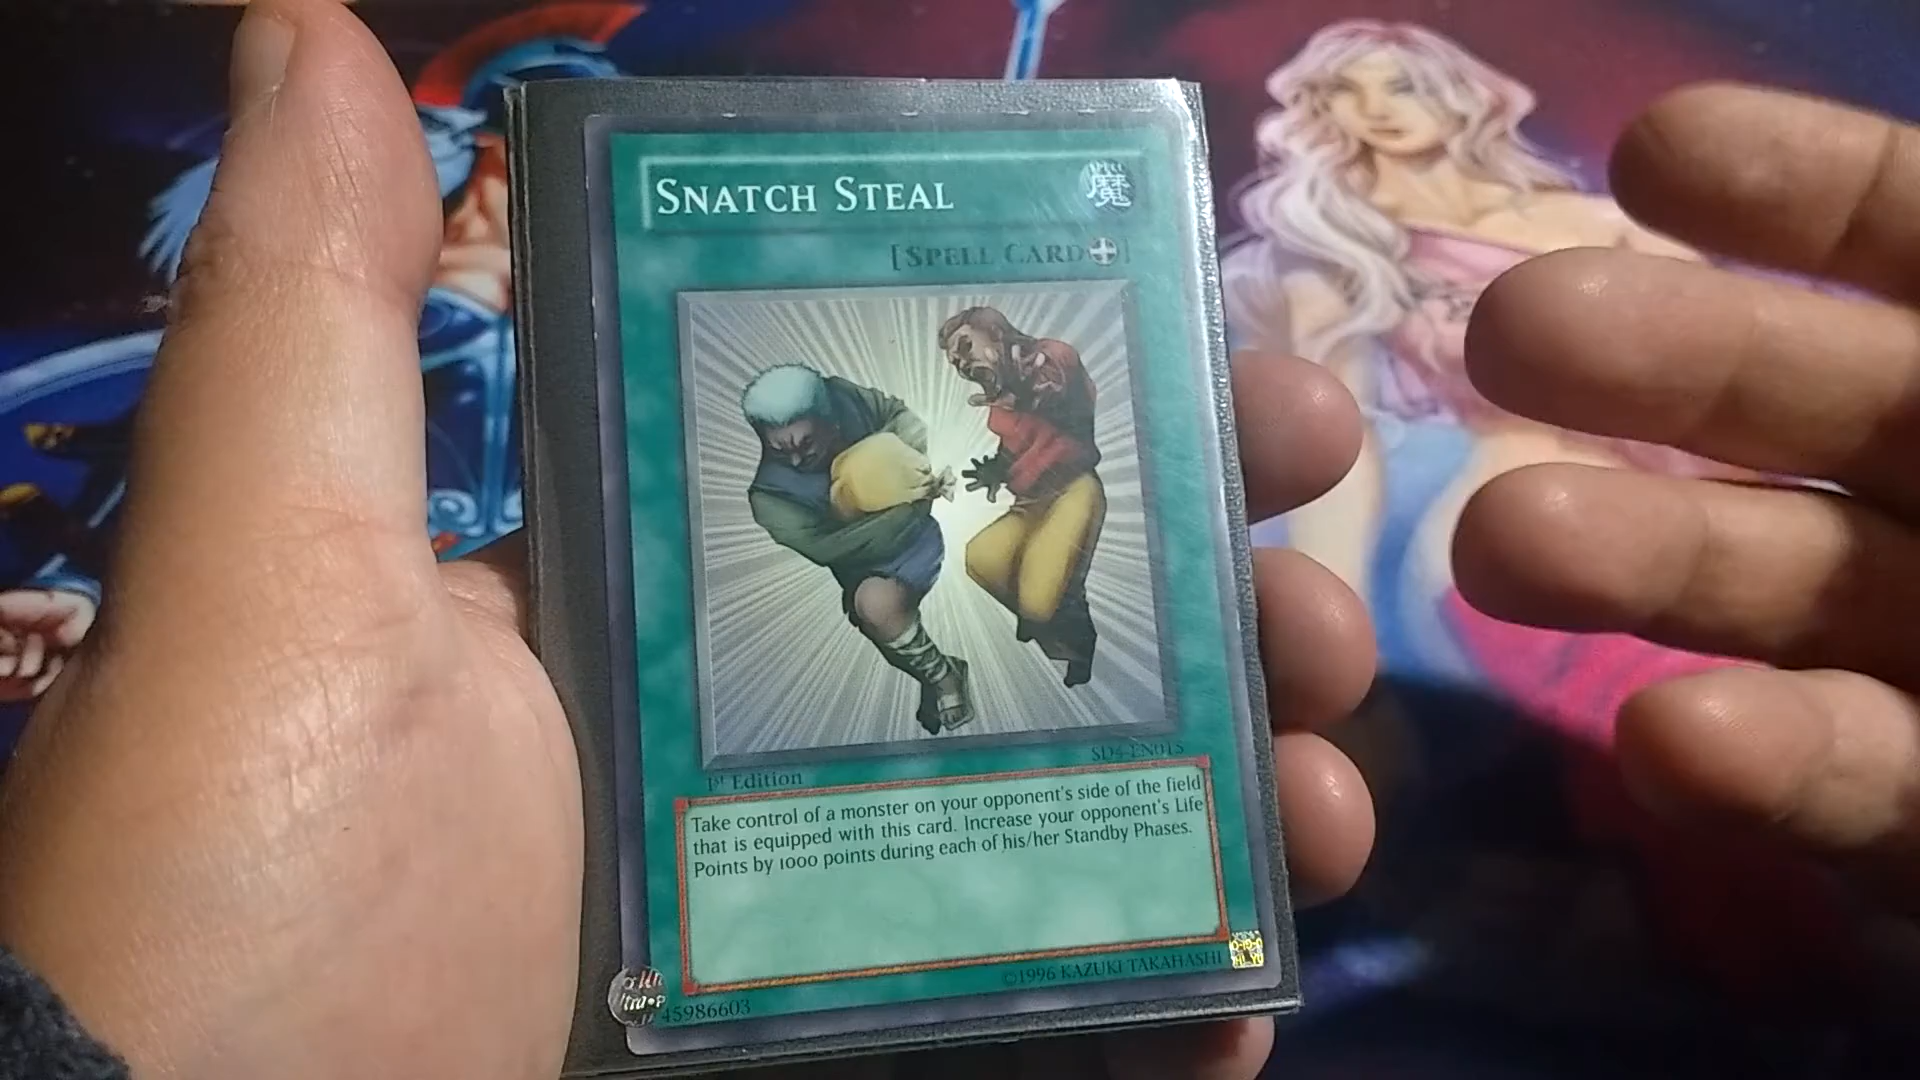 SNATCH STEAL
SPELL
魔
[SPELL CARD]
SD4-EN015
1st Edition
Take control of a monster on your opponent's side of the field
that is equipped with this card. Increase your opponent's Life
Points by 1000 points during each of his/her Standby Phases.
45986603
©1996 KAZUKI TAKAHASHI